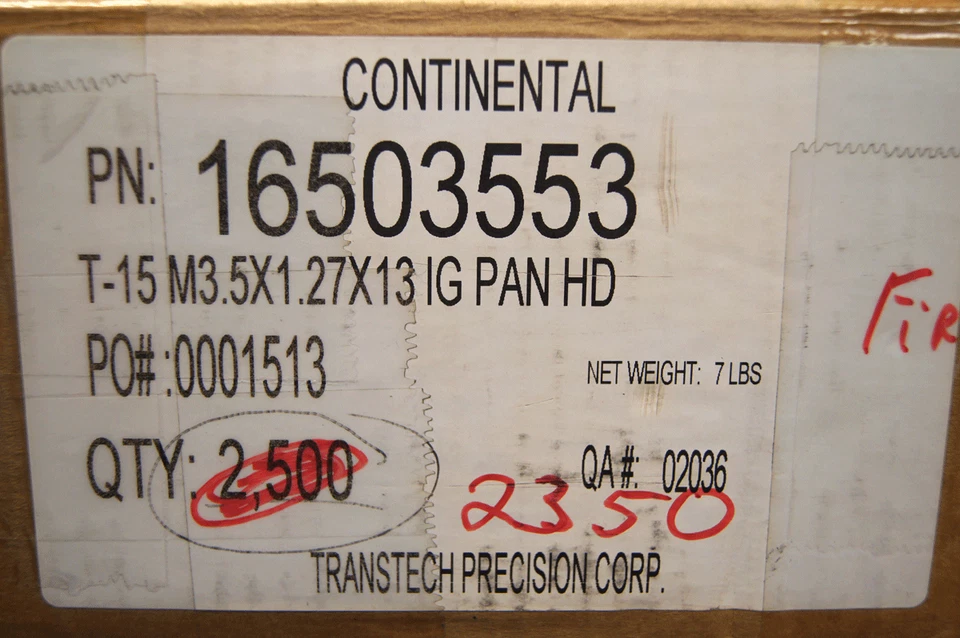 CONTINENTAL
PN: 16503553
T-15 M3.5X1.27X13 IG PAN HD
FiR
PO# :0001513
NET WEIGHT: 7 LBS
QTY: 2,500
QA #: 02036
2350
TRANSTECH PRECISION CORP.